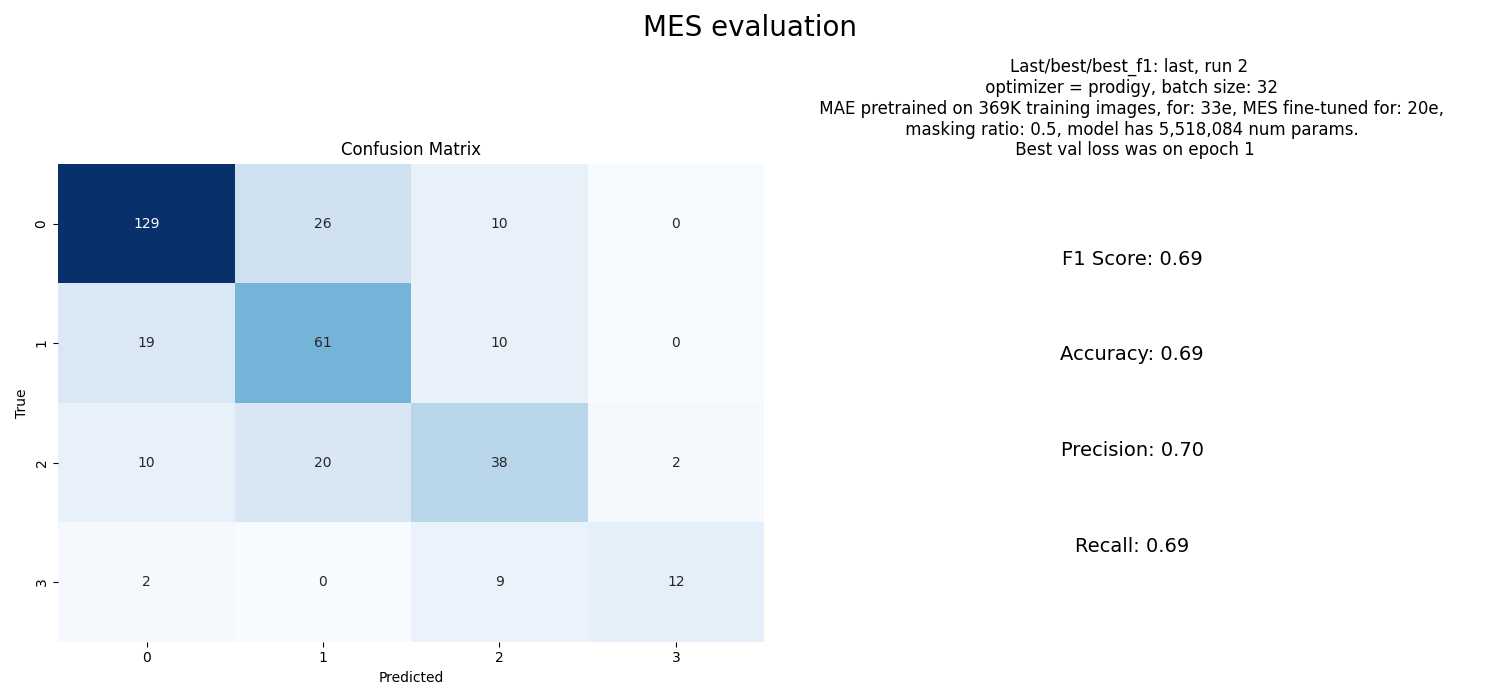 MES evaluation
Last/best/best_f1: last, run 2
optimizer = prodigy, batch size: 32
MAE pretrained on 369K training images, for: 33e, MES fine-tuned for: 20e,
masking ratio: 0.5, model has 5,518,084 num params.
Best val loss was on epoch 1
Confusion Matrix
0
129
26
10
0
1
19
61
10
0
2
10
20
38
2
3
2
0
9
12
True
0
1
2
3
Predicted
F1 Score: 0.69
Accuracy: 0.69
Precision: 0.70
Recall: 0.69